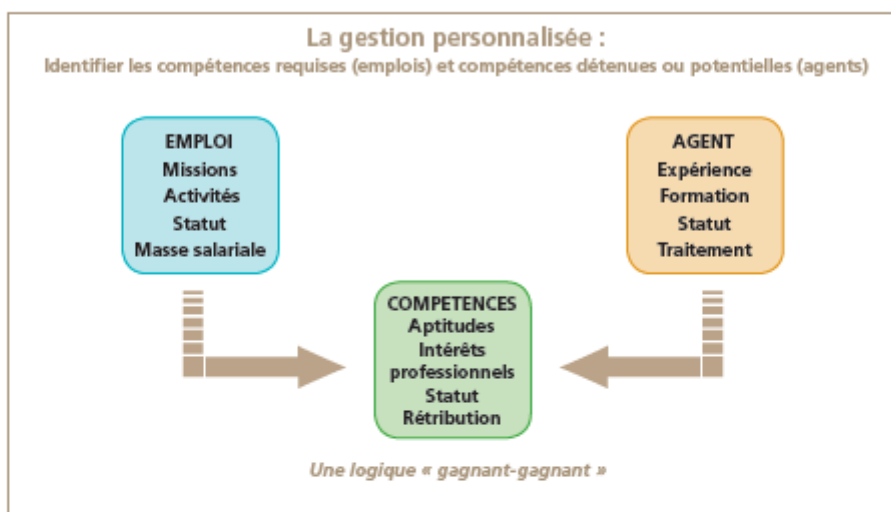 La gestion personnalisée :
Identifier les compétences requises (emplois) et compétences détenues ou potentielles (agents)
EMPLOI
Missions
Activités
Statut
Masse salariale
AGENT
Expérience
Formation
Statut
Traitement
COMPETENCES
Aptitudes
Intérêts
professionnels
Statut
Rétribution
Une logique « gagnant-gagnant »